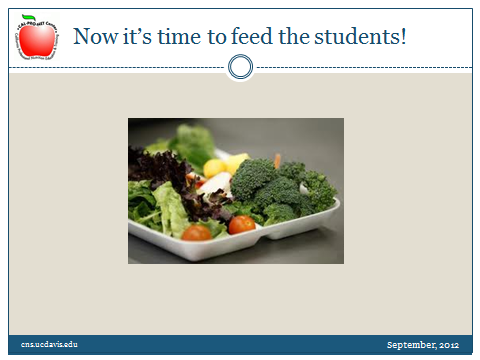 Now it's time to feed the students!
cns.ucdavis.edu
September, 2012